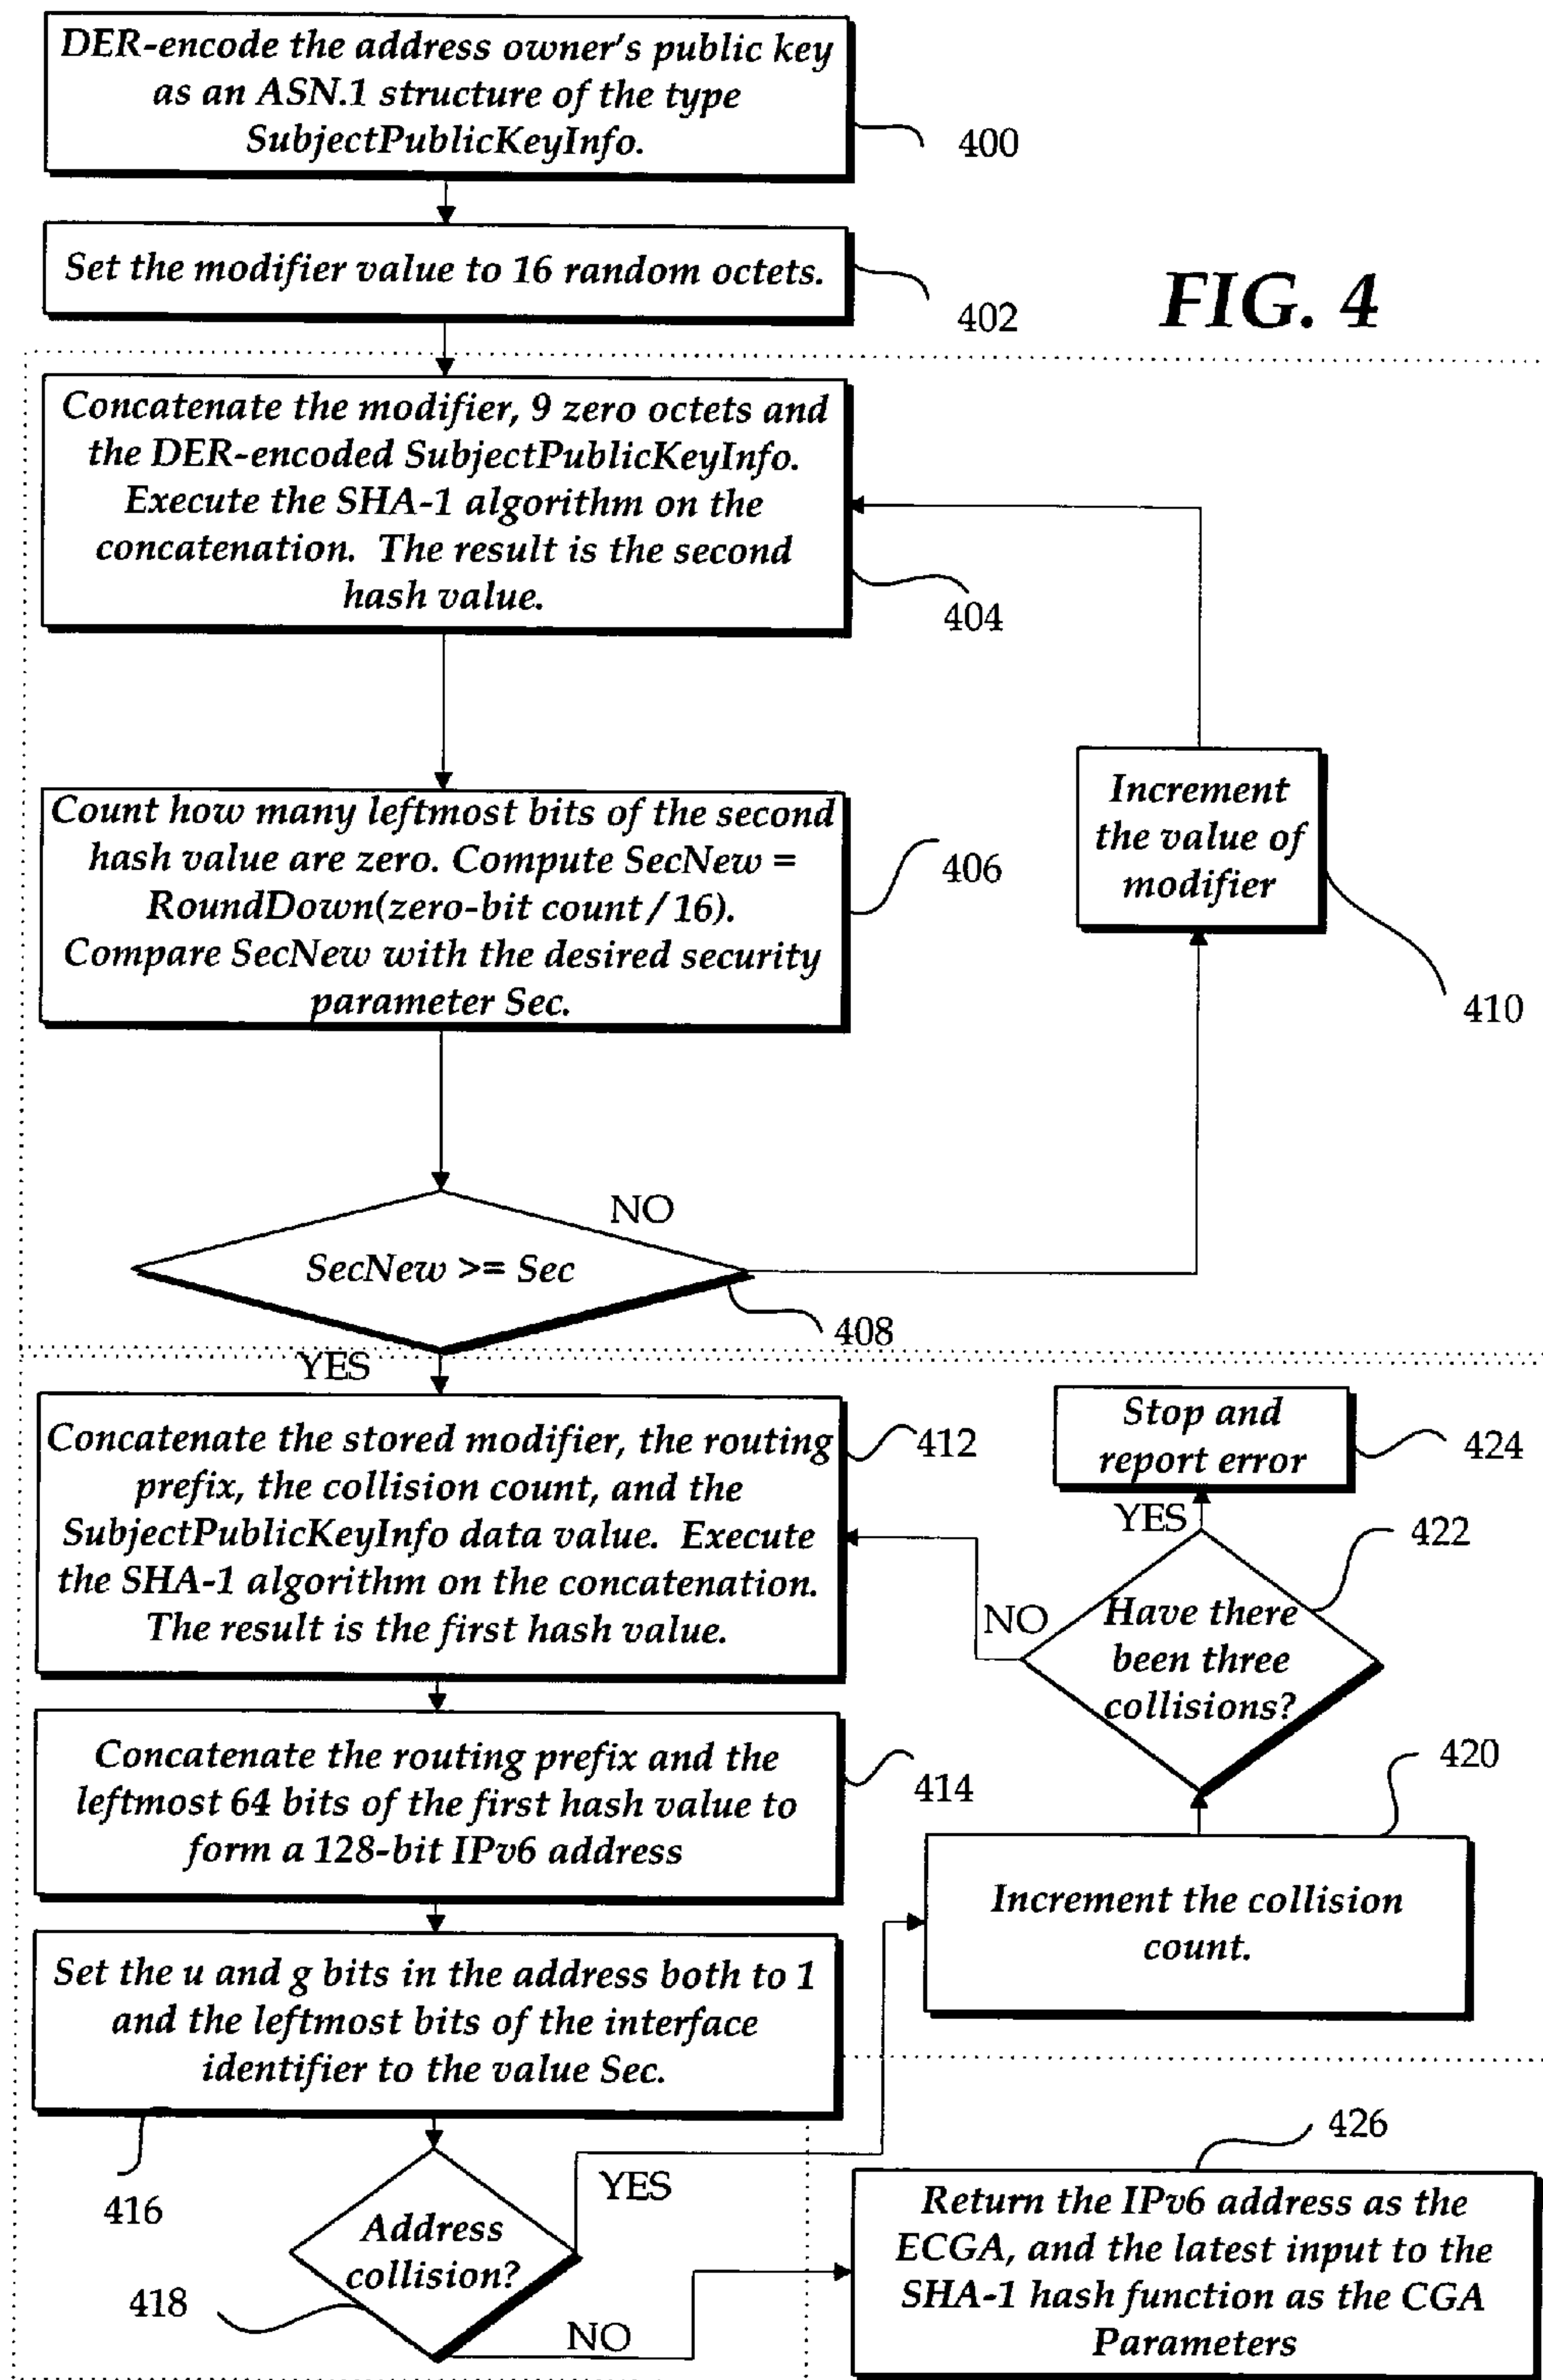 DER-encode the address owner's public key
as an ASN.1 structure of the type
SubjectPublicKeyInfo.
400
Set the modifier value to 16 random octets.
402
FIG. 4
Concatenate the modifier, 9 zero octets and
the DER-encoded SubjectPublicKeyInfo.
Execute the SHA-1 algorithm on the
concatenation. The result is the second
hash value.
404
Count how many leftmost bits of the second
hash value are zero. Compute SecNew =
RoundDown(zero-bit count/16).
Compare SecNew with the desired security
parameter Sec.
406
Increment
the value of
modifier
410
NO
SecNew >= Sec
408
YES
Concatenate the stored modifier, the routing
prefix, the collision count, and the
SubjectPublicKeyInfo data value. Execute
the SHA-1 algorithm on the concatenation.
The result is the first hash value.
412
Stop and
report error
424
YES
422
NO
Have there
been three
collisions?
Concatenate the routing prefix and the
leftmost 64 bits of the first hash value to
form a 128-bit IPv6 address
414
420
Increment the collision
count.
Set the u and g bits in the address both to 1
and the leftmost bits of the interface
identifier to the value Sec.
416
YES
Address
collision?
418
NO
426
Return the IPv6 address as the
ECGA, and the latest input to the
SHA-1 hash function as the CGA
Parameters